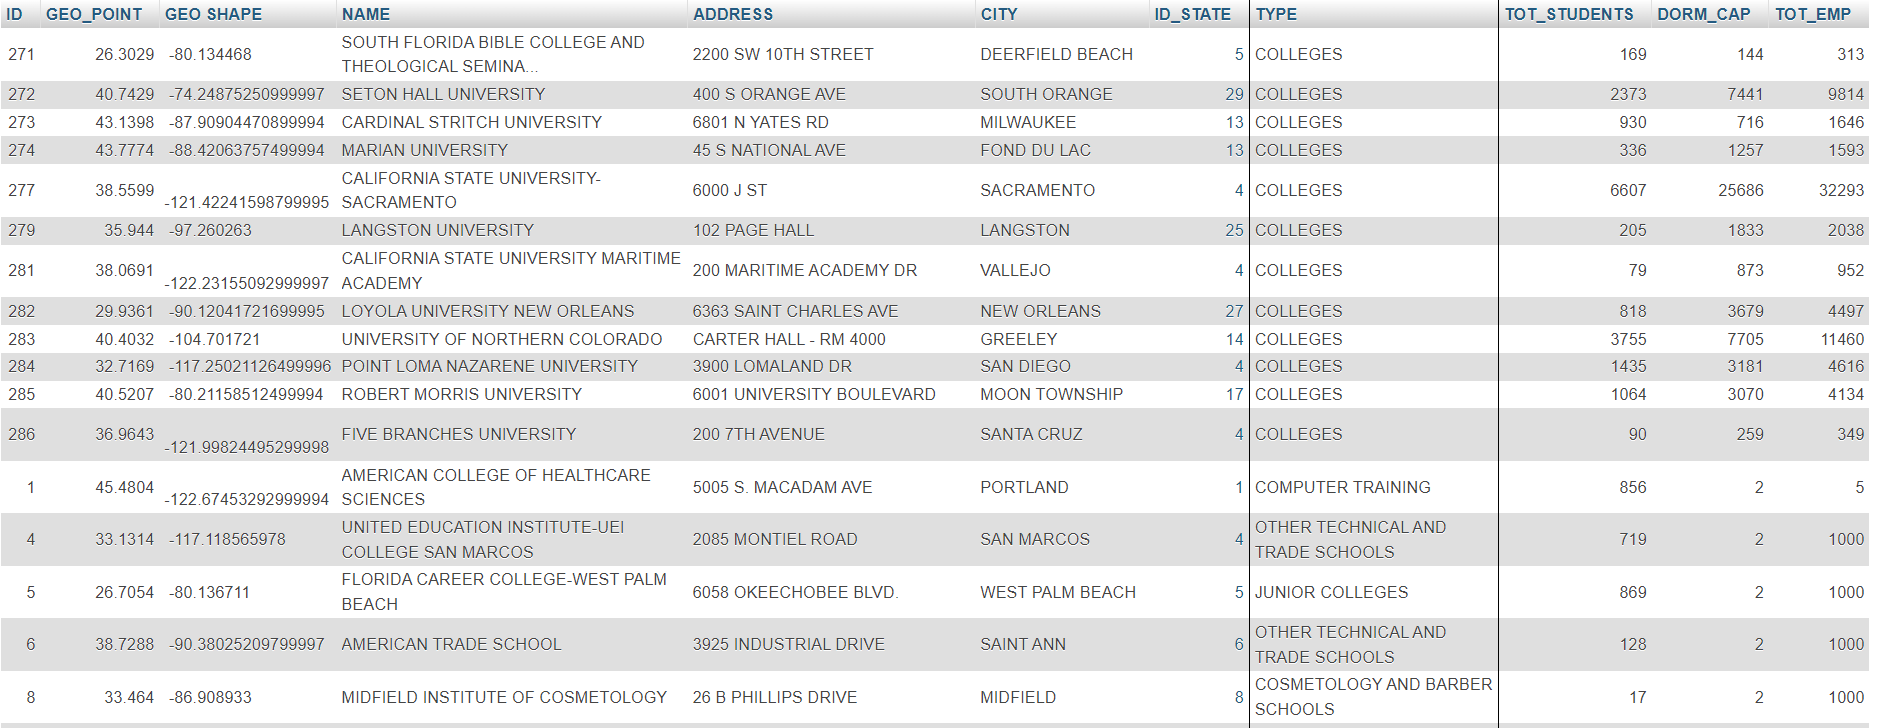 ID GEO_POINT GEO SHAPE NAME ADDRESS CITY ID_STATE TYPE TOT_STUDENTS DORM_CAP TOT_EMP
271 26.3029 -80.134468 SOUTH FLORIDA BIBLE COLLEGE AND THEOLOGICAL SEMINA... 2200 SW 10TH STREET DEERFIELD BEACH 5 COLLEGES 169 144 313
272 40.7429 -74.24875250999997 SETON HALL UNIVERSITY 400 S ORANGE AVE SOUTH ORANGE 29 COLLEGES 2373 7441 9814
273 43.1398 -87.90904470899994 CARDINAL STRITCH UNIVERSITY 6801 N YATES RD MILWAUKEE 13 COLLEGES 930 716 1646
274 43.7774 -88.42063757499994 MARIAN UNIVERSITY 45 S NATIONAL AVE FOND DU LAC 13 COLLEGES 336 1257 1593
277 38.5599 -121.42241598799995 CALIFORNIA STATE UNIVERSITY-SACRAMENTO 6000 J ST SACRAMENTO 4 COLLEGES 6607 25686 32293
279 35.944 -97.260263 LANGSTON UNIVERSITY 102 PAGE HALL LANGSTON 25 COLLEGES 205 1833 2038
281 38.0691 -122.23155092999997 CALIFORNIA STATE UNIVERSITY MARITIME ACADEMY 200 MARITIME ACADEMY DR VALLEJO 4 COLLEGES 79 873 952
282 29.9361 -90.12041721699995 LOYOLA UNIVERSITY NEW ORLEANS 6363 SAINT CHARLES AVE NEW ORLEANS 27 COLLEGES 818 3679 4497
283 40.4032 -104.701721 UNIVERSITY OF NORTHERN COLORADO CARTER HALL - RM 4000 GREELEY 14 COLLEGES 3755 7705 11460
284 32.7169 -117.25021126499996 POINT LOMA NAZARENE UNIVERSITY 3900 LOMALAND DR SAN DIEGO 4 COLLEGES 1435 3181 4616
285 40.5207 -80.21158512499994 ROBERT MORRIS UNIVERSITY 6001 UNIVERSITY BOULEVARD MOON TOWNSHIP 17 COLLEGES 1064 3070 4134
286 36.9643 -121.99824495299998 FIVE BRANCHES UNIVERSITY 200 7TH AVENUE SANTA CRUZ 4 COLLEGES 90 259 349
1 45.4804 -122.67453292999994 AMERICAN COLLEGE OF HEALTHCARE SCIENCES 5005 S. MACADAM AVE PORTLAND 1 COMPUTER TRAINING 856 2 5
4 33.1314 -117.118565978 UNITED EDUCATION INSTITUTE-UEI COLLEGE SAN MARCOS 2085 MONTIEL ROAD SAN MARCOS 4 OTHER TECHNICAL AND TRADE SCHOOLS 719 2 1000
5 26.7054 -80.136711 FLORIDA CAREER COLLEGE-WEST PALM BEACH 6058 OKEECHOBEE BLVD. WEST PALM BEACH 5 JUNIOR COLLEGES 869 2 1000
6 38.7288 -90.38025209799997 AMERICAN TRADE SCHOOL 3925 INDUSTRIAL DRIVE SAINT ANN 6 OTHER TECHNICAL AND TRADE SCHOOLS 128 2 1000
8 33.464 -86.908933 MIDFIELD INSTITUTE OF COSMETOLOGY 26 B PHILLIPS DRIVE MIDFIELD 8 COSMETOLOGY AND BARBER SCHOOLS 17 2 1000